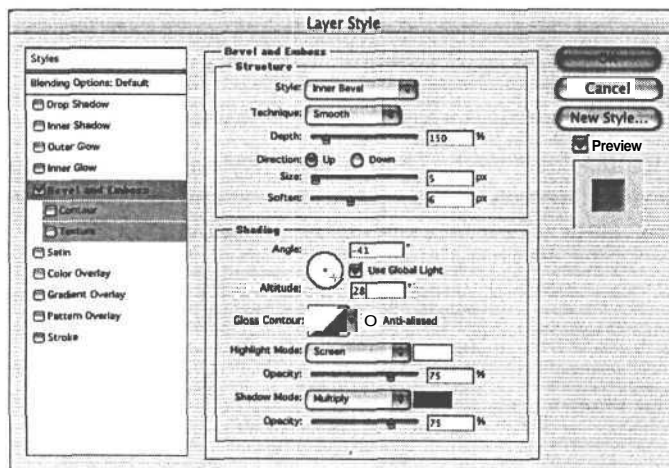 Layer Style
Styles
Blending Options: Default
Drop Shadow
Inner Shadow
Outer Glow
Inner Glow
Bevel and Emboss
Contour
Texture
Satin
Color Overlay
Gradient Overlay
Pattern Overlay
Stroke
Bevel and Emboss
Structure
Style: Inner Bevel
Technique: Smooth
Depth: 150 %
Direction: Up Down
Size: 5 px
Soften: 6 px
Shading
Angle: -41 °
Use Global Light
Altitude: 28 °
Gloss Contour: Anti-aliased
Highlight Mode: Screen
Opacity: 75 %
Shadow Mode: Multiply
Opacity: 75 %
Cancel
New Style...
Preview